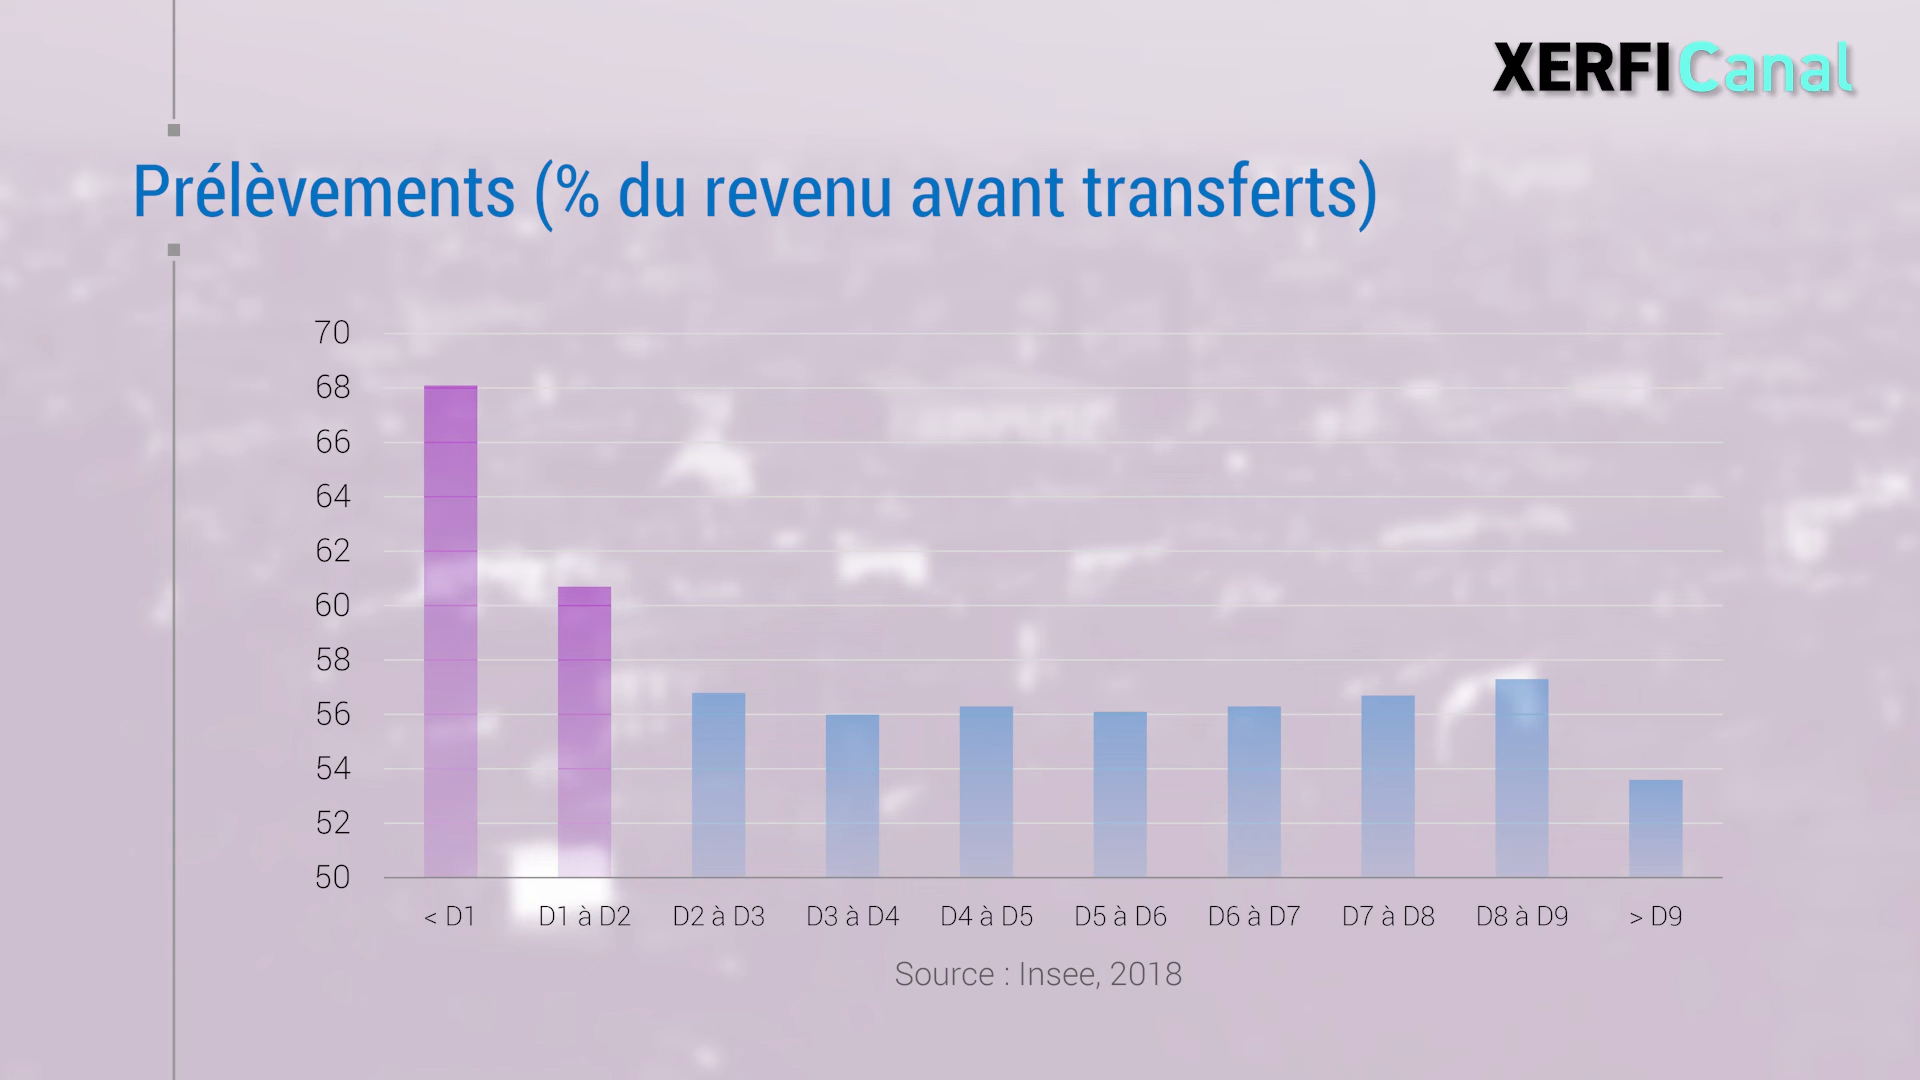 XERFI Canal
Prélèvements (% du revenu avant transferts)
70
68
66
64
62
60
58
56
54
52
50
< D1 D1 à D2 D2 à D3 D3 à D4 D4 à D5 D5 à D6 D6 à D7 D7 à D8 D8 à D9 > D9
Source : Insee, 2018